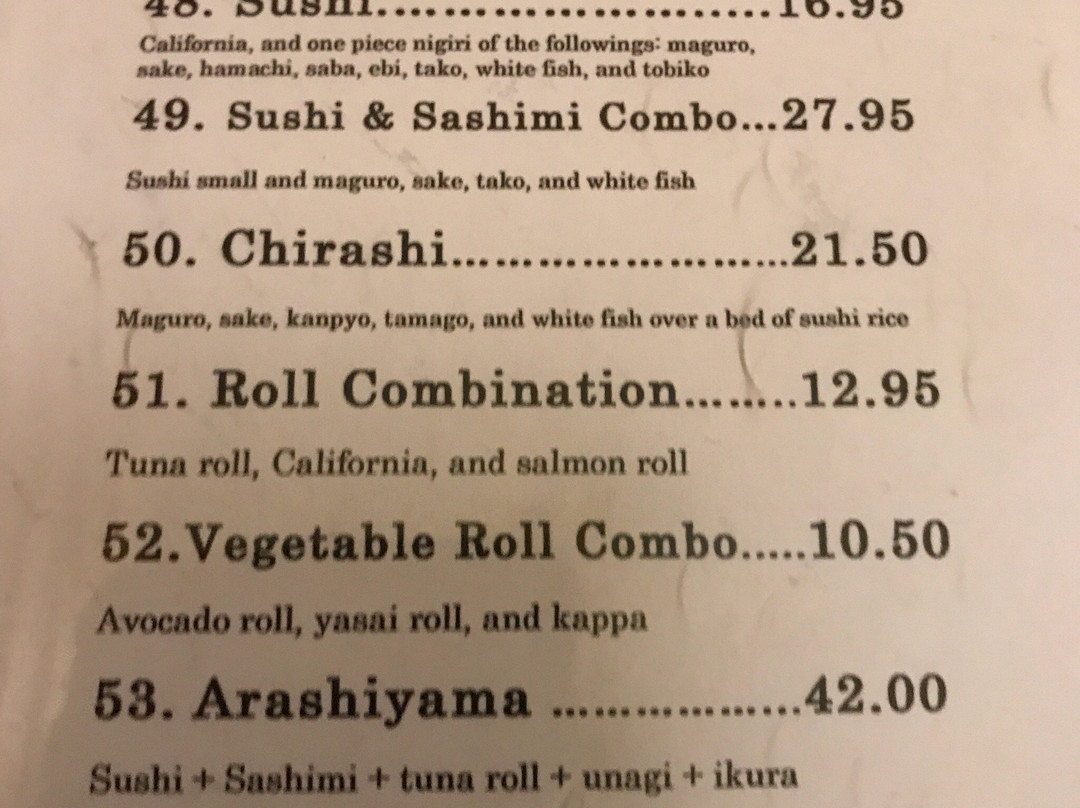 48. Sushi........................16.95
California, and one piece nigiri of the followings: maguro,
sake, hamachi, saba, ebi, tako, white fish, and tobiko
49. Sushi & Sashimi Combo...27.95
Sushi small and maguro, sake, tako, and white fish
50. Chirashi........................21.50
Maguro, sake, kanpyo, tamago, and white fish over a bed of sushi rice
51. Roll Combination........12.95
Tuna roll, California, and salmon roll
52.Vegetable Roll Combo.....10.50
Avocado roll, yasai roll, and kappa
53. Arashiyama ..................42.00
Sushi + Sashimi + tuna roll + unagi + ikura